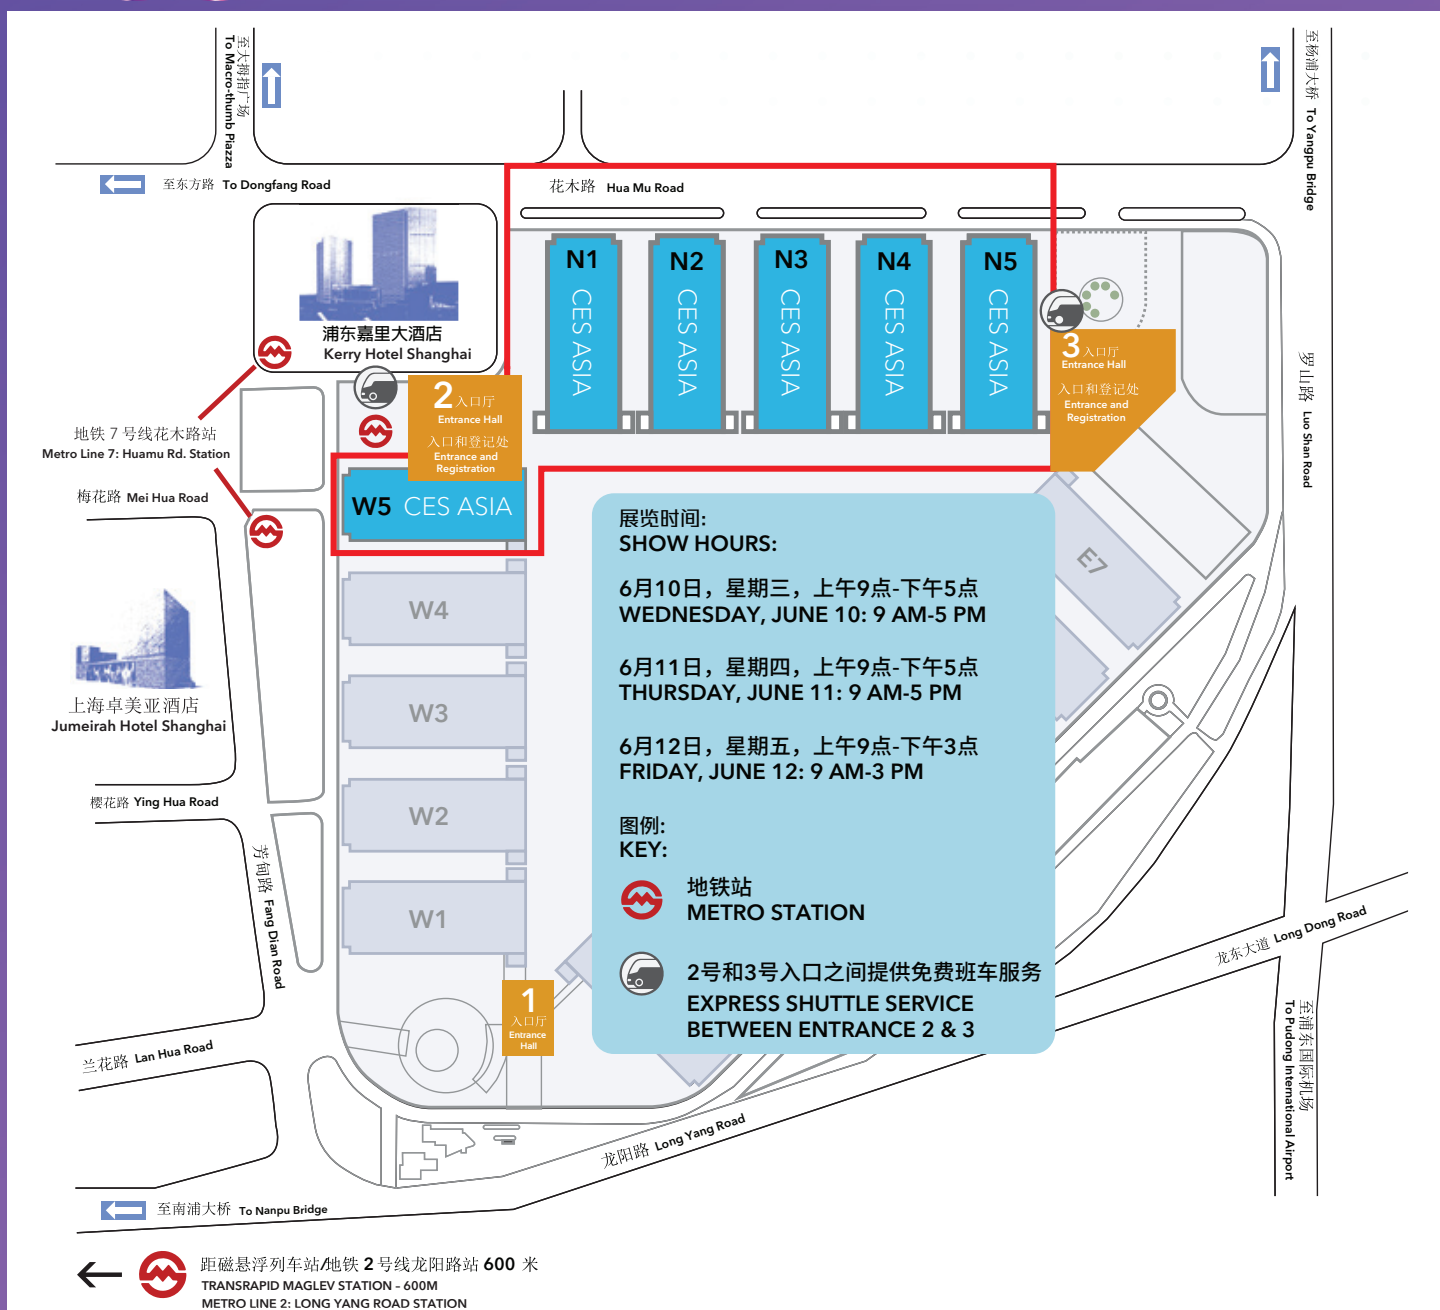 至大拇指广场
To Macro-thumb Piazza
至杨浦大桥 To Yangpu Bridge
至东方路 To Dongfang Road
花木路 Hua Mu Road
浦东嘉里大酒店
Kerry Hotel Shanghai
N1
CES ASIA
N2
CES ASIA
N3
CES ASIA
N4
CES ASIA
N5
CES ASIA
3 入口厅
Entrance Hall
入口和登记处
Entrance and
Registration
2 入口厅
Entrance Hall
入口和登记处
Entrance and
Registration
罗山路 Luo Shan Road
地铁 7 号线花木路站
Metro Line 7: Huamu Rd. Station
梅花路 Mei Hua Road
W5 CES ASIA
W4
W3
W2
W1
E7
上海卓美亚酒店
Jumeirah Hotel Shanghai
樱花路 Ying Hua Road
芳甸路 Fang Dian Road
兰花路 Lan Hua Road
1
入口厅
Entrance
Hall
展览时间:
SHOW HOURS:
6月10日，星期三，上午9点-下午5点
WEDNESDAY, JUNE 10: 9 AM-5 PM
6月11日，星期四，上午9点-下午5点
THURSDAY, JUNE 11: 9 AM-5 PM
6月12日，星期五，上午9点-下午3点
FRIDAY, JUNE 12: 9 AM-3 PM
图例:
KEY:
地铁站
METRO STATION
2号和3号入口之间提供免费班车服务
EXPRESS SHUTTLE SERVICE
BETWEEN ENTRANCE 2 & 3
龙东大道 Long Dong Road
至浦东国际机场
To Pudong International Airport
龙阳路 Long Yang Road
至南浦大桥 To Nanpu Bridge
距磁悬浮列车站/地铁 2 号线龙阳路站 600 米
TRANSRAPID MAGLEV STATION - 600M
METRO LINE 2: LONG YANG ROAD STATION